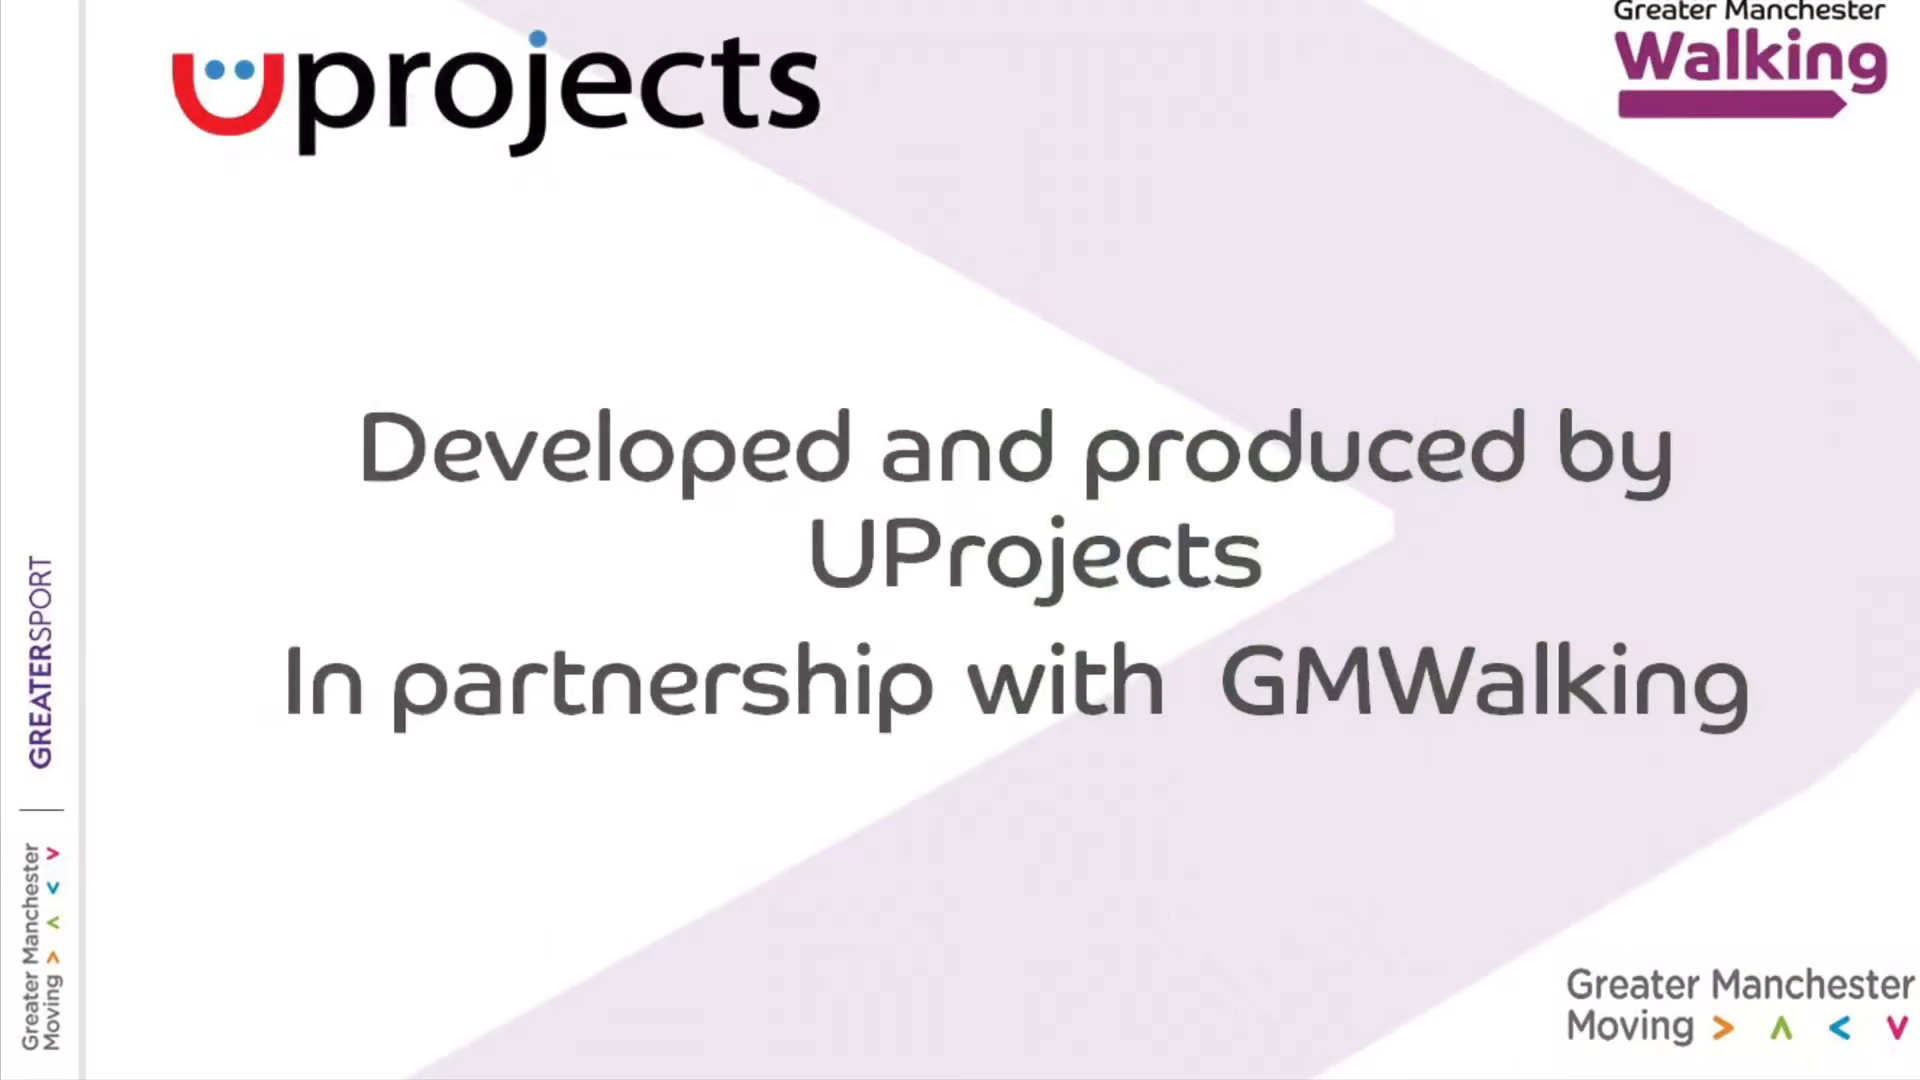 uprojects
Greater Manchester
Walking
Developed and produced by
UProjects
In partnership with GMWalking
GREATERSPORT
Greater Manchester
Moving > < < >
Greater Manchester
Moving > Λ < V